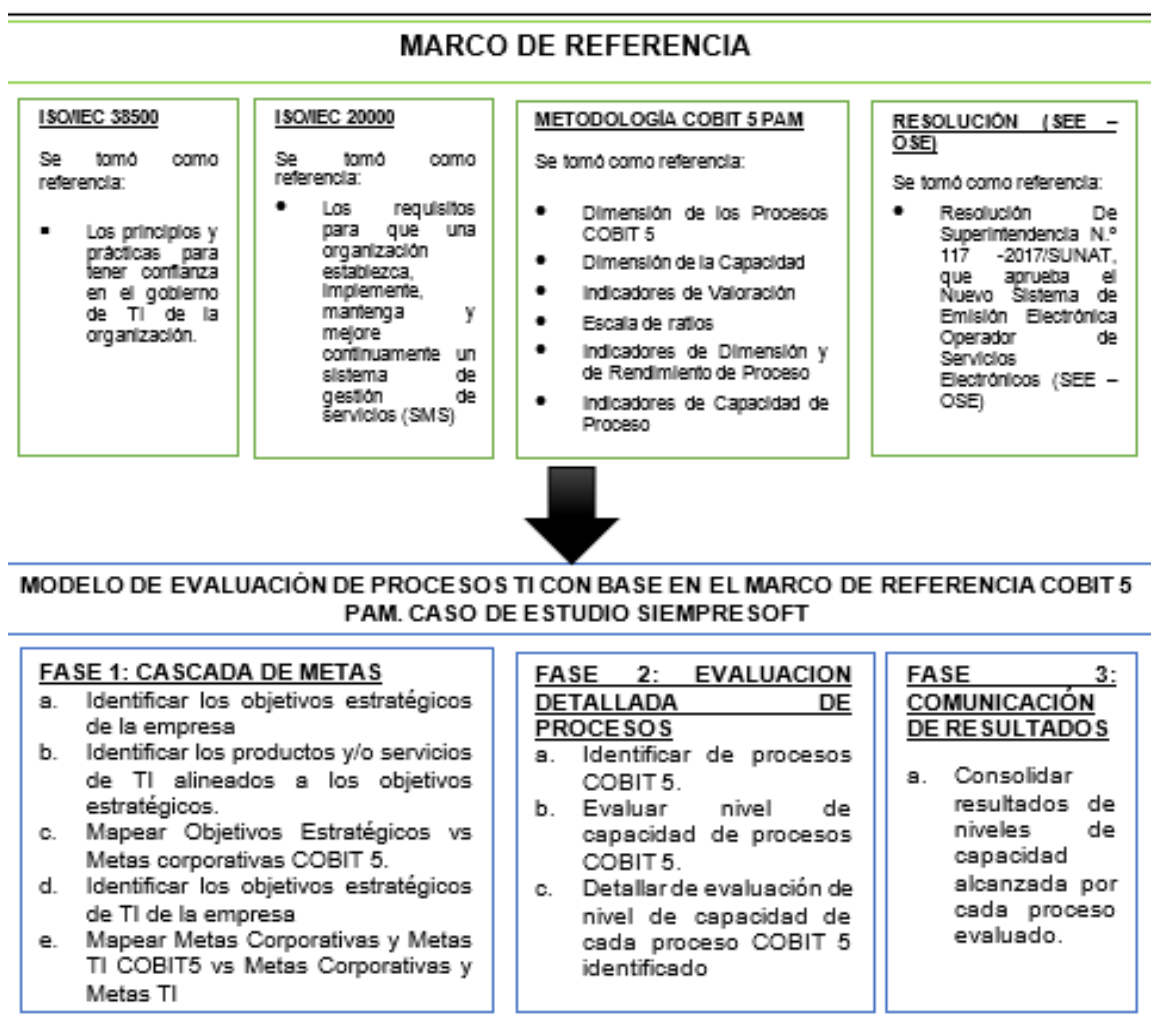 MARCO DE REFERENCIA
ISO/IEC 38500
Se tomó como
referencia:
▪ Los principios y
prácticas para
tener confianza
en el gobierno
de TI de la
organización.
ISO/IEC 20000
Se tomó como
referencia:
• Los requisitos
para que una
organización
establezca,
implemente,
mantenga y
mejore
continuamente un
sistema de
gestión de
servicios (SMS)
METODOLOGÍA COBIT 5 PAM
Se tomó como referencia:
• Dimensión de los Procesos
COBIT 5
• Dimensión de la Capacidad
• Indicadores de Valoración
• Escala de ratios
• Indicadores de Dimensión y
de Rendimiento de Proceso
• Indicadores de Capacidad de
Proceso
RESOLUCIÓN (SEE –
OSE)
Se tomó como referencia:
• Resolución De
Superintendencia N.º
117 -2017/SUNAT,
que aprueba el
Nuevo Sistema de
Emisión Electrónica
Operador de
Servicios
Electrónicos (SEE –
OSE)
MODELO DE EVALUACIÓN DE PROCESOS TI CON BASE EN EL MARCO DE REFERENCIA COBIT 5
PAM. CASO DE ESTUDIO SIEMPRESOFT
FASE 1: CASCADA DE METAS
a. Identificar los objetivos estratégicos
de la empresa
b. Identificar los productos y/o servicios
de TI alineados a los objetivos
estratégicos.
c. Mapear Objetivos Estratégicos vs
Metas corporativas COBIT 5.
d. Identificar los objetivos estratégicos
de TI de la empresa
e. Mapear Metas Corporativas y Metas
TI COBIT5 vs Metas Corporativas y
Metas TI
FASE 2: EVALUACION
DETALLADA DE
PROCESOS
a. Identificar de procesos
COBIT 5.
b. Evaluar nivel de
capacidad de procesos
COBIT 5.
c. Detallar de evaluación de
nivel de capacidad de
cada proceso COBIT 5
identificado
FASE 3:
COMUNICACIÓN
DE RESULTADOS
a. Consolidar
resultados de
niveles de
capacidad
alcanzada por
cada proceso
evaluado.